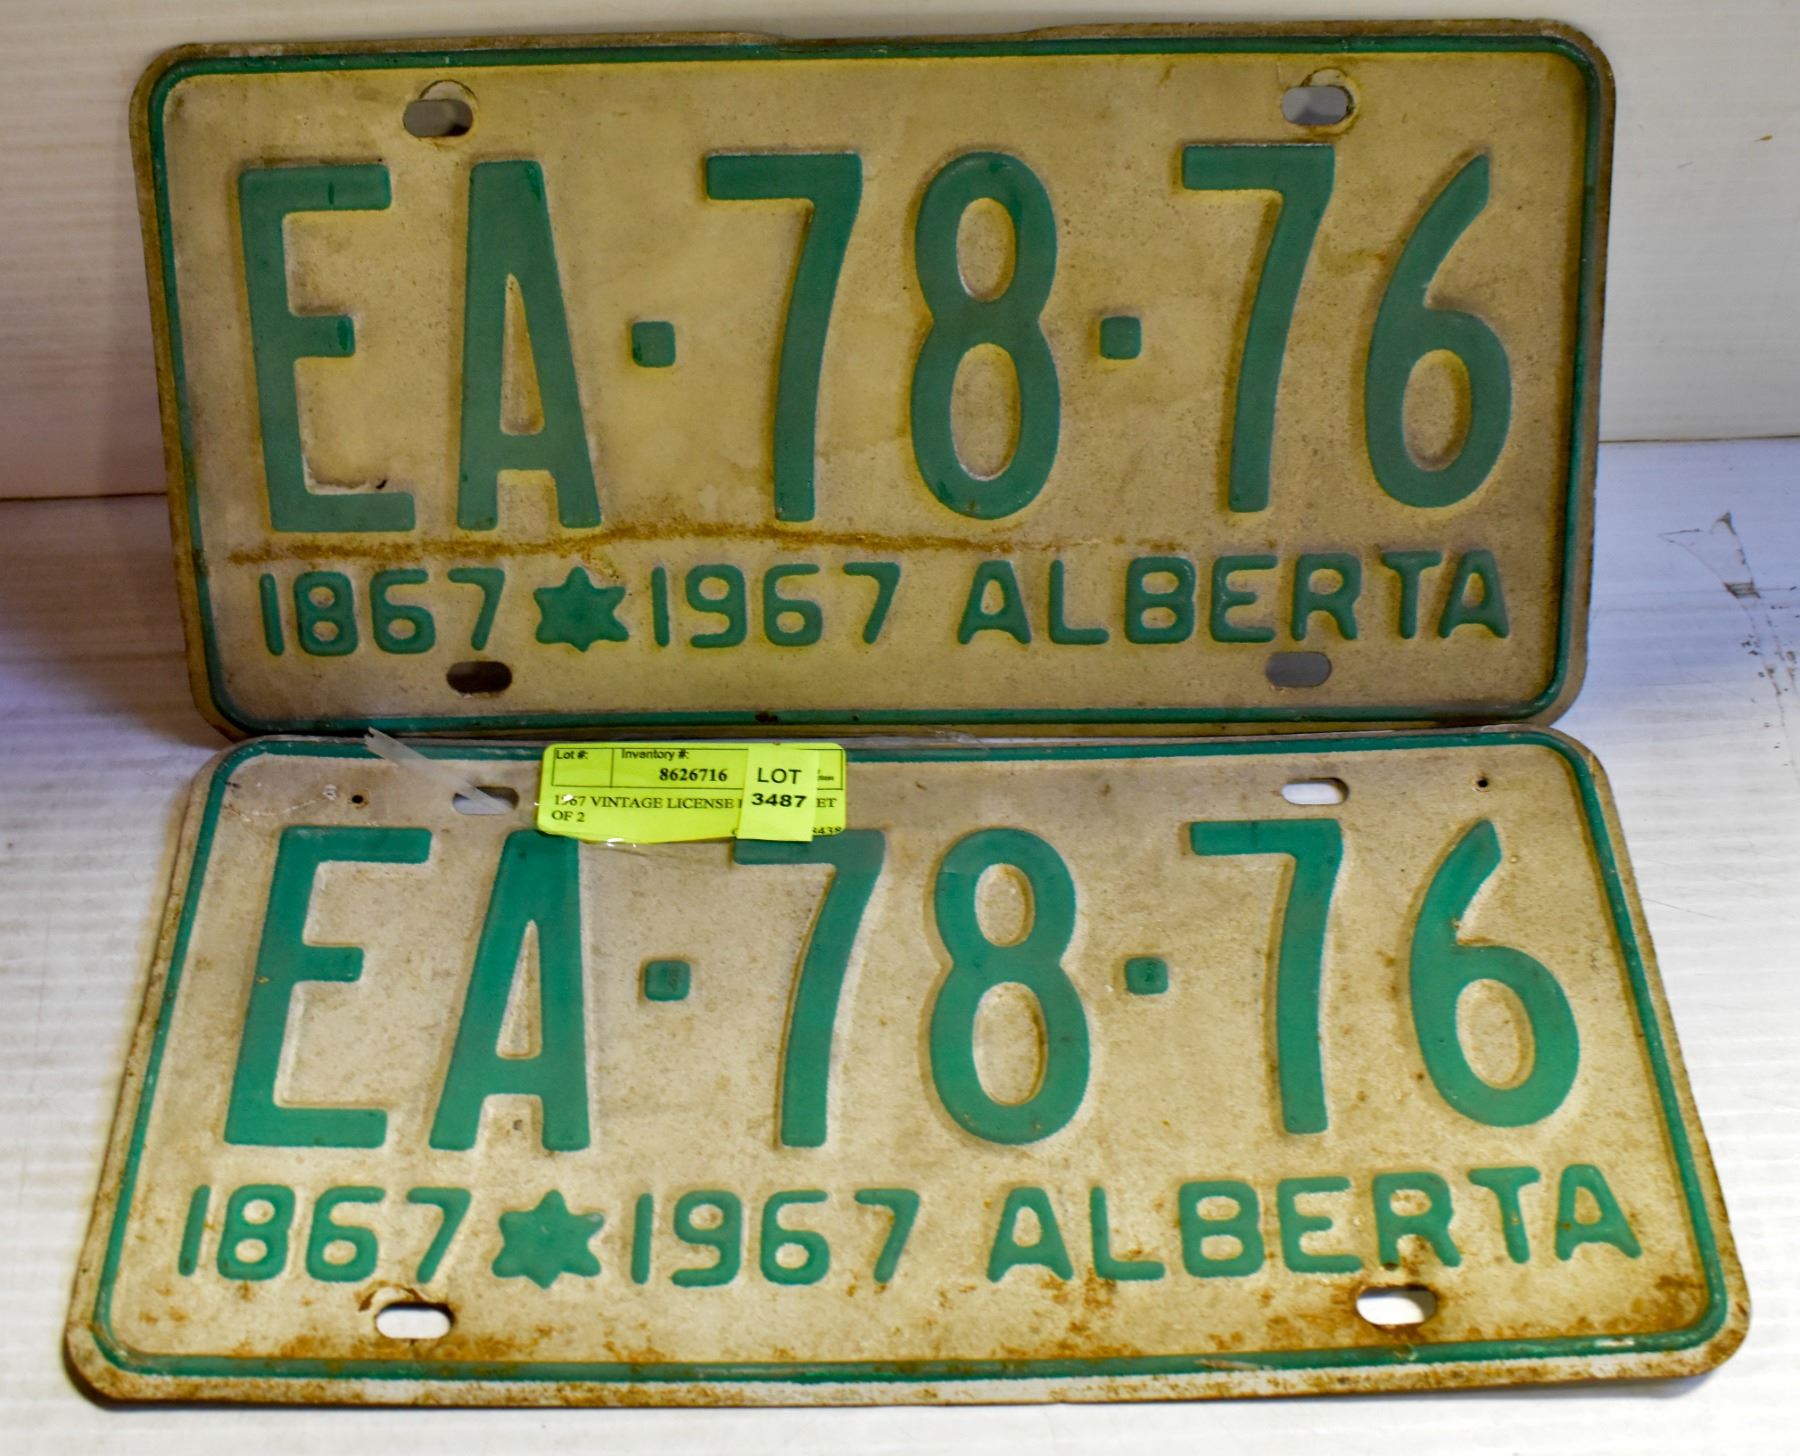 EA·78·76
1867 1967 ALBERTA
Lot #: Inventory #:
8626716
LOT
3487
1967 VINTAGE LICENSE
OF 2
EA·78·76
1867 1967 ALBERTA